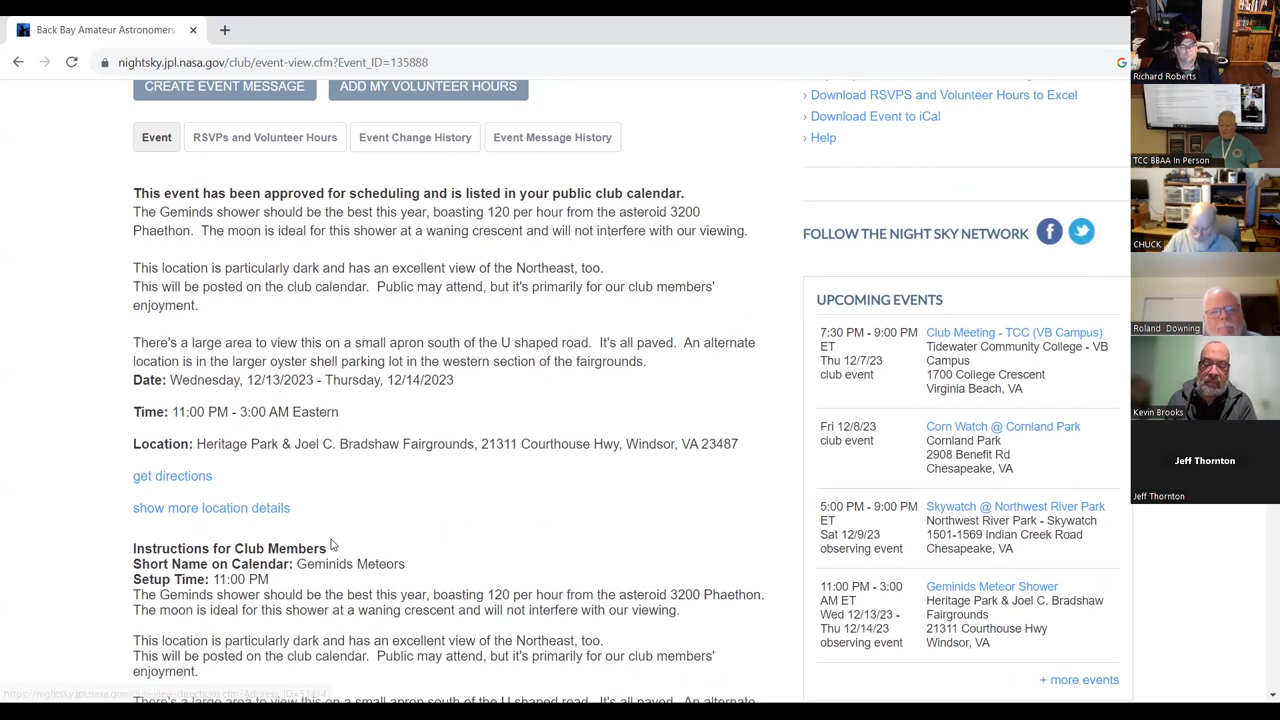 Back Bay Amateur Astronomers
nightsky.jpl.nasa.gov/club/event-view.cfm?Event_ID=135888
CREATE EVENT MESSAGE
ADD MY VOLUNTEER HOURS
Event
RSVPs and Volunteer Hours
Event Change History
Event Message History
This event has been approved for scheduling and is listed in your public club calendar.
The Geminds shower should be the best this year, boasting 120 per hour from the asteroid 3200
Phaethon. The moon is ideal for this shower at a waning crescent and will not interfere with our viewing.
This location is particularly dark and has an excellent view of the Northeast, too.
This will be posted on the club calendar. Public may attend, but it's primarily for our club members'
enjoyment.
There's a large area to view this on a small apron south of the U shaped road. It's all paved. An alternate
location is in the larger oyster shell parking lot in the western section of the fairgrounds.
Date: Wednesday, 12/13/2023 - Thursday, 12/14/2023
Time: 11:00 PM - 3:00 AM Eastern
Location: Heritage Park & Joel C. Bradshaw Fairgrounds, 21311 Courthouse Hwy, Windsor, VA 23487
get directions
show more location details
Instructions for Club Members
Short Name on Calendar: Geminids Meteors
Setup Time: 11:00 PM
The Geminds shower should be the best this year, boasting 120 per hour from the asteroid 3200 Phaethon.
The moon is ideal for this shower at a waning crescent and will not interfere with our viewing.
This location is particularly dark and has an excellent view of the Northeast, too.
This will be posted on the club calendar. Public may attend, but it's primarily for our club members'
enjoyment.
There's a large area to view this on a small apron south of the U shaped road. It's all paved. An alternate
› Download RSVPS and Volunteer Hours to Excel
› Download Event to iCal
› Help
FOLLOW THE NIGHT SKY NETWORK
UPCOMING EVENTS
7:30 PM - 9:00 PM
ET
Thu 12/7/23
club event
Club Meeting - TCC (VB Campus)
Tidewater Community College - VB
Campus
1700 College Crescent
Virginia Beach, VA
Fri 12/8/23
club event
Corn Watch @ Cornland Park
Cornland Park
2908 Benefit Rd
Chesapeake, VA
5:00 PM - 9:00 PM
ET
Sat 12/9/23
observing event
Skywatch @ Northwest River Park
Northwest River Park - Skywatch
1501-1569 Indian Creek Road
Chesapeake, VA
11:00 PM - 3:00
AM ET
Wed 12/13/23 -
Thu 12/14/23
observing event
Geminids Meteor Shower
Heritage Park & Joel C. Bradshaw
Fairgrounds
21311 Courthouse Hwy
Windsor, VA
+ more events
Richard Roberts
TCC BBAA In Person
CHUCK
Roland Downing
Kevin Brooks
Jeff Thornton
Jeff Thornton